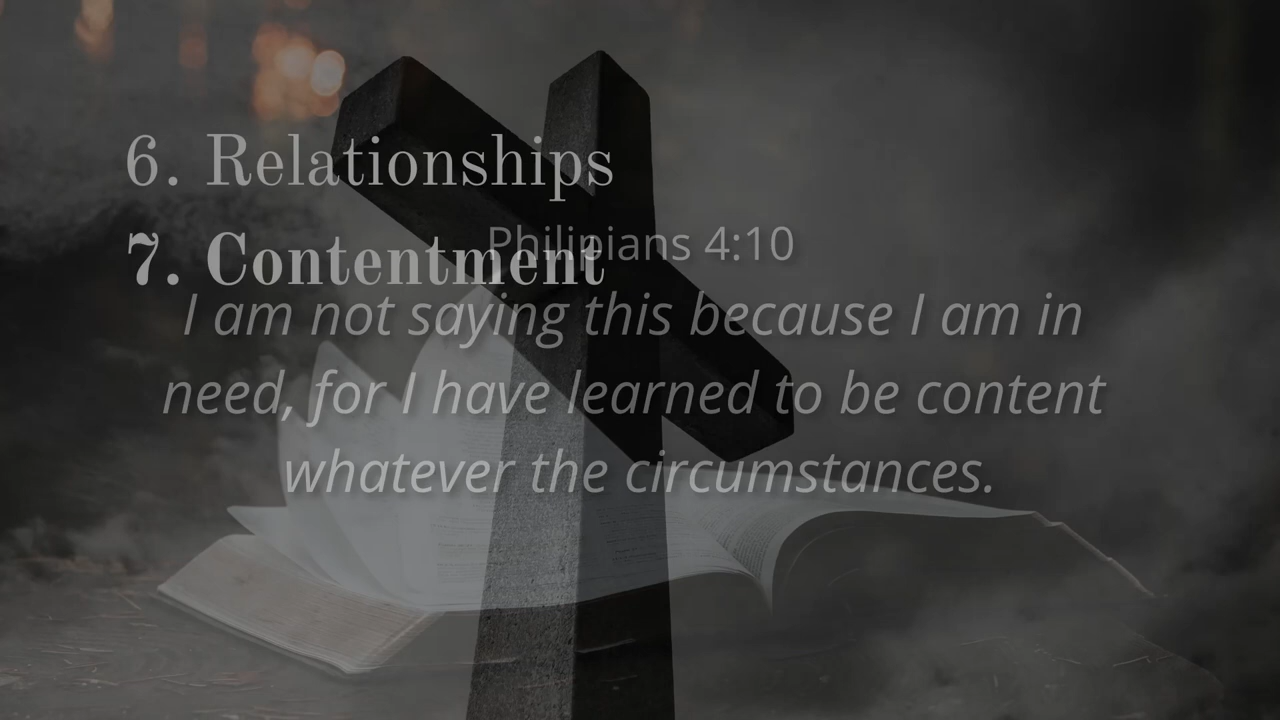 6. Relationships
7. Contentment
Philippians 4:10
I am not saying this because I am in
need, for I have learned to be content
whatever the circumstances.